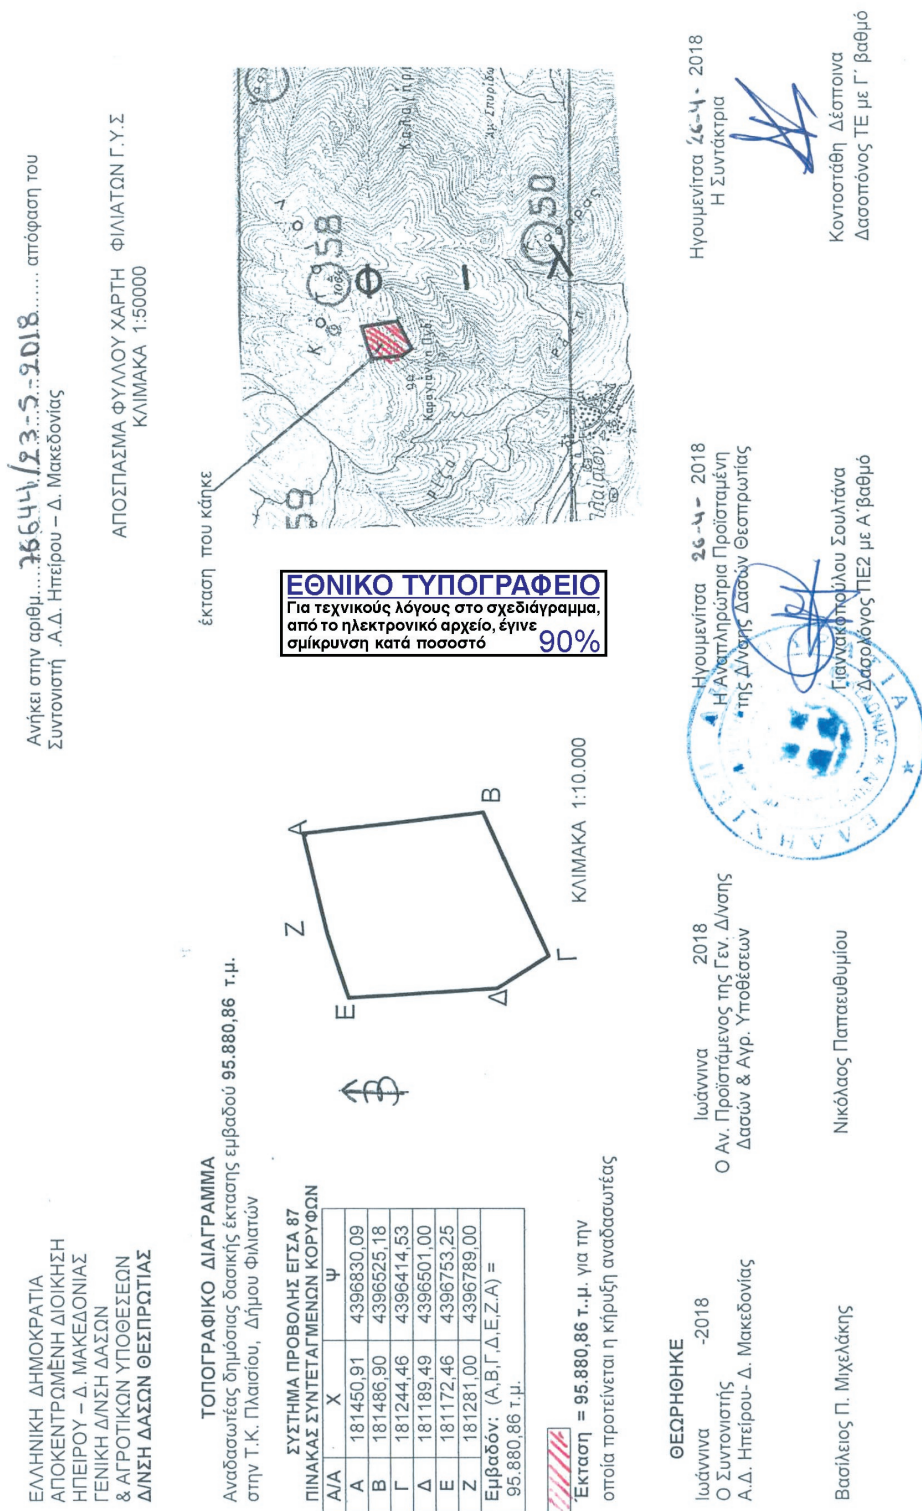 ΕΛΛΗΝΙΚΗ ΔΗΜΟΚΡΑΤΙΑ
ΑΠΟΚΕΝΤΡΩΜΕΝΗ ΔΙΟΙΚΗΣΗ
ΗΠΕΙΡΟΥ – Δ. ΜΑΚΕΔΟΝΙΑΣ
ΓΕΝΙΚΗ Δ/ΝΣΗ ΔΑΣΩΝ
& ΑΓΡΟΤΙΚΩΝ ΥΠΟΘΕΣΕΩΝ
Δ/ΝΣΗ ΔΑΣΩΝ ΘΕΣΠΡΩΤΙΑΣ
Ανήκει στην αριθμ....76644/23-5-2018....... απόφαση του
Συντονιστή .Α.Δ. Ηπείρου – Δ. Μακεδονίας
ΤΟΠΟΓΡΑΦΙΚΟ ΔΙΑΓΡΑΜΜΑ
Αναδασωτέας δημόσιας δασικής έκτασης εμβαδού 95.880,86 τ.μ.
στην Τ.Κ. Πλαισίου, Δήμου Φιλιατών
ΑΠΟΣΠΑΣΜΑ ΦΥΛΛΟΥ ΧΑΡΤΗ ΦΙΛΙΑΤΩΝ Γ.Υ.Σ
ΚΛΙΜΑΚΑ 1:50000
ΣΥΣΤΗΜΑ ΠΡΟΒΟΛΗΣ ΕΓΣΑ 87
ΠΙΝΑΚΑΣ ΣΥΝΤΕΤΑΓΜΕΝΩΝ ΚΟΡΥΦΩΝ
Α/Α Χ Ψ
Α 181450,91 4396830,09
Β 181486,90 4396525,18
Γ 181244,46 4396414,53
Δ 181189,49 4396501,00
Ε 181172,46 4396753,25
Ζ 181281,00 4396789,00
Εμβαδόν: (Α,Β,Γ,Δ,Ε,Ζ,Α) =
95.880,86 τ.μ.
Έκταση = 95.880,86 τ..μ. για την
οποία προτείνεται η κήρυξη αναδασωτέας
Β
Α
Β
Γ
Δ
Ε
Ζ
ΚΛΙΜΑΚΑ 1:10.000
ΕΘΝΙΚΟ ΤΥΠΟΓΡΑΦΕΙΟ
Για τεχνικούς λόγους στο σχεδιάγραμμα,
από το ηλεκτρονικό αρχείο, έγινε
σμίκρυνση κατά ποσοστό 90%
έκταση που κάηκε
59
58
50
Κ
Φ
Ι
Λ
Καραγιάννη
Πλαίσιον
ΘΕΩΡΗΘΗΚΕ
Ιωάννινα -2018
Ο Συντονιστής
Α.Δ. Ηπείρου- Δ. Μακεδονίας
Βασίλειος Π. Μιχελάκης
Ιωάννινα 2018
Ο Αν. Προϊστάμενος της Γεν. Δ/νσης
Δασών & Αγρ. Υποθέσεων
Νικόλαος Παπαευθυμίου
Ηγουμενίτσα 26-4- 2018
Η Αναπληρώτρια Προϊσταμένη
της Δ/νσης Δασών Θεσπρωτίας
Γιαννακοπούλου Σουλτάνα
Δασολόγος ΠΕ2 με Α βαθμό
Ηγουμενίτσα 26-4- 2018
Η Συντάκτρια
Κοντοστάθη Δέσποινα
Δασοπόνος ΤΕ με Γ΄ βαθμό